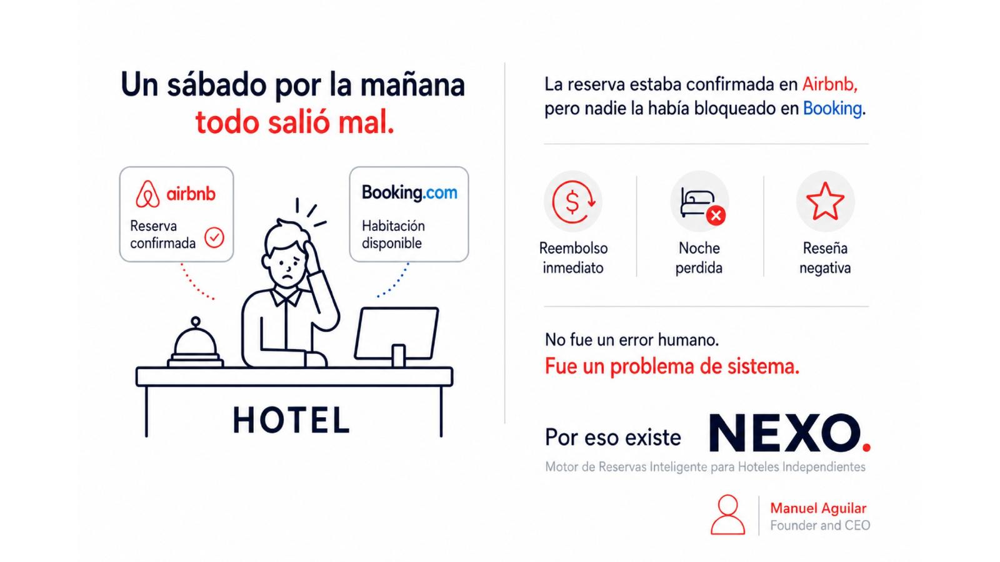 Un sábado por la mañana
todo salió mal.
airbnb
Reserva
confirmada
Booking.com
Habitación
disponible
HOTEL
La reserva estaba confirmada en Airbnb,
pero nadie la había bloqueado en Booking.
$
Reembolso
inmediato
Noche
perdida
Reseña
negativa
No fue un error humano.
Fue un problema de sistema.
Por eso existe NEXO.
Motor de Reservas Inteligente para Hoteles Independientes
Manuel Aguilar
Founder and CEO